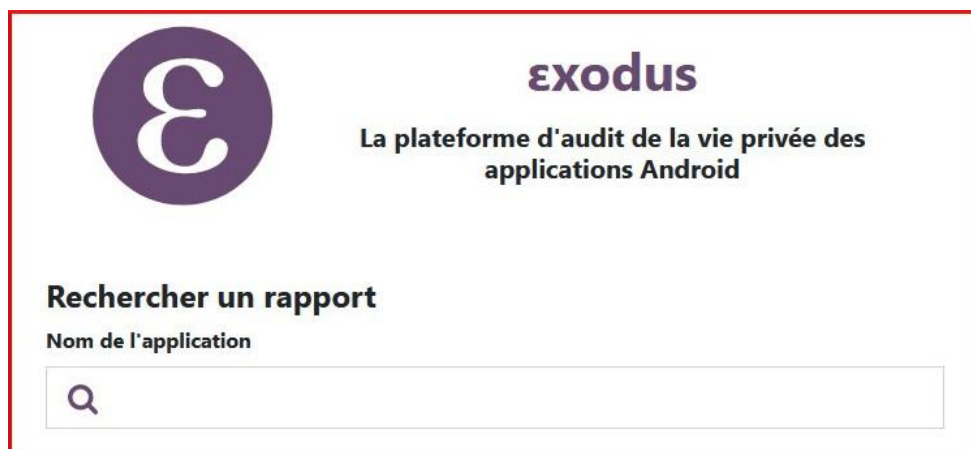 ε
εxodus
La plateforme d'audit de la vie privée des
applications Android
Rechercher un rapport
Nom de l'application